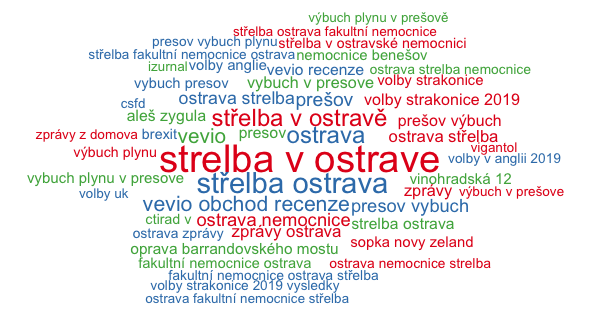 výbuch plynu v prešově
střelba ostrava fakultní nemocnice
presov vybuch plynu střelba v ostravské nemocnici
střelba fakultní nemocnice ostrava nemocnice benešov
izurnal volby anglie vevio recenze ostrava strelba nemocnice
vybuch presov vybuch v presove volby strakonice
csfd ostrava strelba prešov volby strakonice 2019
aleš zygula střelba v ostravě prešov výbuch
zprávy z domova brexit vevio presov ostrava ostrava střelba
výbuch plynu strelba v ostrave vigantol
volby v anglii 2019
vybuch plynu v presove střelba ostrava vinohradská 12
volby uk zprávy výbuch v prešove
vevio obchod recenze presov vybuch
ctirad v ostrava nemocnice strelba ostrava
ostrava zprávy zprávy ostrava
oprava barrandovského mostu sopka novy zeland
fakultní nemocnice ostrava ostrava nemocnice strelba
fakultní nemocnice ostrava střelba
volby strakonice 2019 vysledky
ostrava fakultní nemocnice střelba